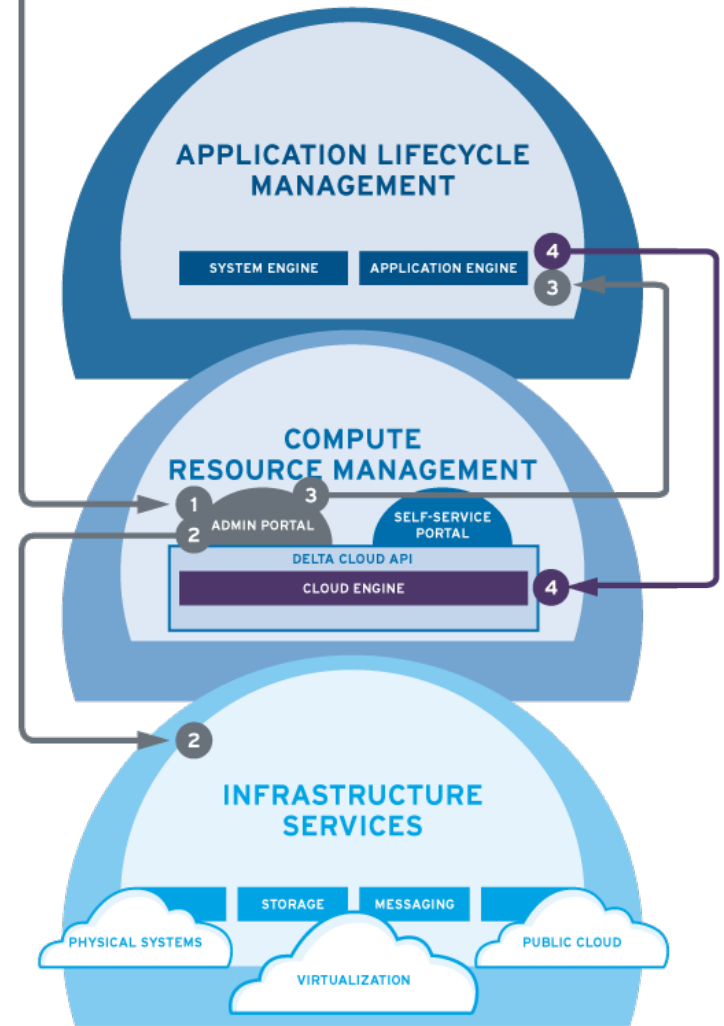 APPLICATION LIFECYCLE
MANAGEMENT
SYSTEM ENGINE
APPLICATION ENGINE
4
3
COMPUTE
RESOURCE MANAGEMENT
1
3
2
ADMIN PORTAL
SELF-SERVICE
PORTAL
DELTA CLOUD API
CLOUD ENGINE
4
2
INFRASTRUCTURE
SERVICES
STORAGE
MESSAGING
PHYSICAL SYSTEMS
VIRTUALIZATION
PUBLIC CLOUD